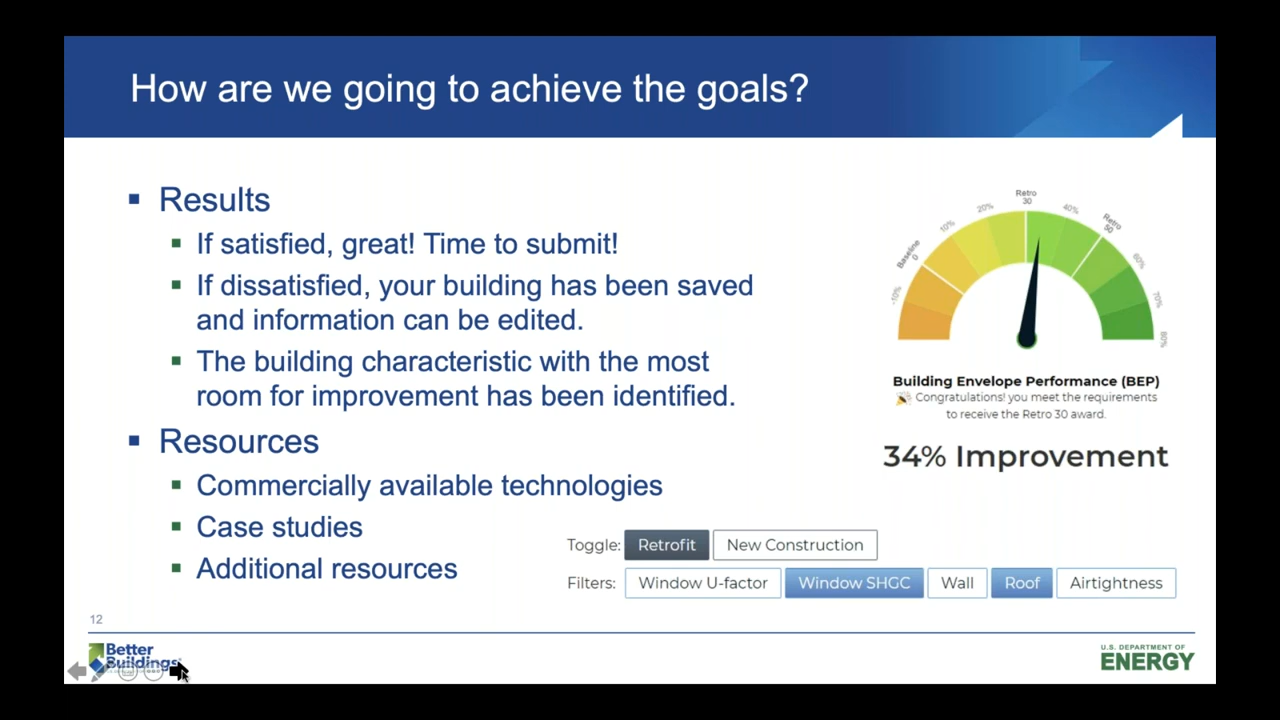 How are we going to achieve the goals?
Results
If satisfied, great! Time to submit!
If dissatisfied, your building has been saved
and information can be edited.
The building characteristic with the most
room for improvement has been identified.
Resources
Commercially available technologies
Case studies
Additional resources
-10%
Baseline
0
10%
20%
Retro
30
40%
Retro
50
60%
70%
80%
Building Envelope Performance (BEP)
Congratulations! you meet the requirements
to receive the Retro 30 award.
34% Improvement
Toggle: Retrofit New Construction
Filters: Window U-factor Window SHGC Wall Roof Airtightness
12
Better
Buildings
U.S. DEPARTMENT OF
ENERGY